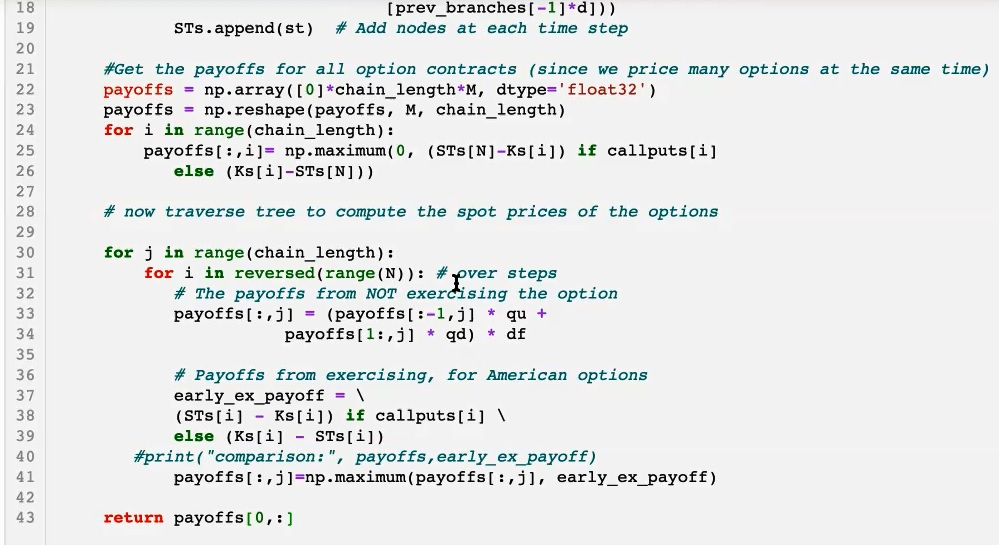 18 [prev_branches[-1]*d]))
19 STs.append(st)  # Add nodes at each time step
20
21 #Get the payoffs for all option contracts (since we price many options at the same time)
22 payoffs = np.array([0]*chain_length*M, dtype='float32')
23 payoffs = np.reshape(payoffs, M, chain_length)
24 for i in range(chain_length):
25 payoffs[:,i]= np.maximum(0, (STs[N]-Ks[i]) if callputs[i]
26 else (Ks[i]-STs[N]))
27
28 # now traverse tree to compute the spot prices of the options
29
30 for j in range(chain_length):
31 for i in reversed(range(N)): # over steps
32 # The payoffs from NOT exercising the option
33 payoffs[:,j] = (payoffs[:-1,j] * qu +
34 payoffs[1:,j] * qd) * df
35
36 # Payoffs from exercising, for American options
37 early_ex_payoff = \
38 (STs[i] - Ks[i]) if callputs[i] \
39 else (Ks[i] - STs[i])
40 #print("comparison:", payoffs,early_ex_payoff)
41 payoffs[:,j]=np.maximum(payoffs[:,j], early_ex_payoff)
42
43 return payoffs[0,:]